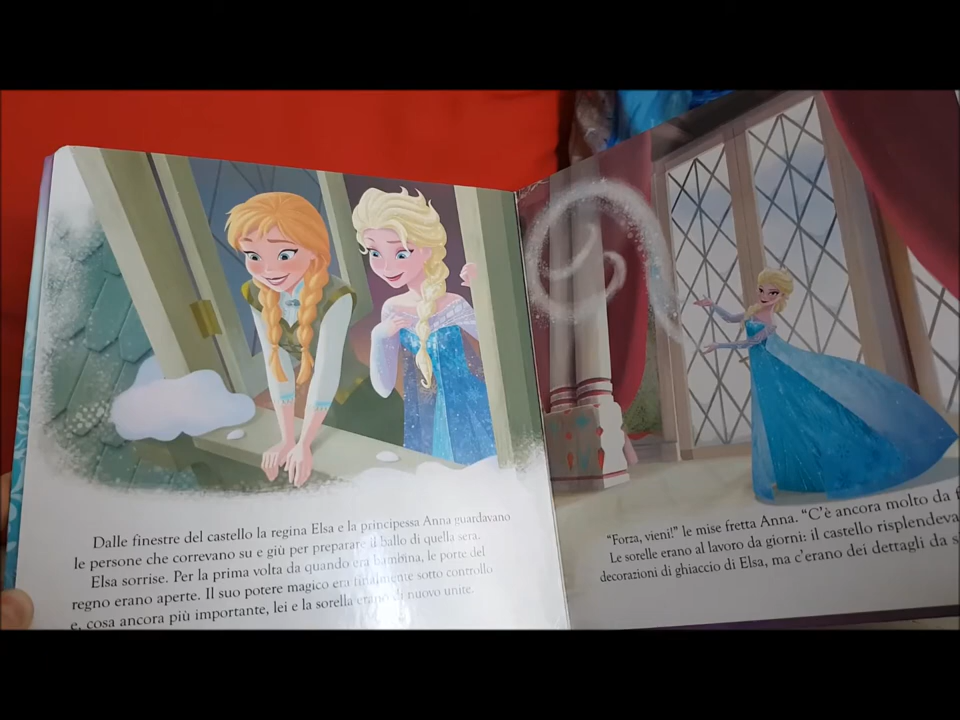 Dalle finestre del castello la regina Elsa e la principessa Anna guardavano
le persone che correvano su e giù per preparare il ballo di quella sera.
Elsa sorrise. Per la prima volta da quando era bambina, le porte del
regno erano aperte. Il suo potere magico era finalmente sotto controllo
e, cosa ancora più importante, lei e la sorella erano di nuovo unite.
“Forza, vieni!” le mise fretta Anna. “C’è ancora molto da
Le sorelle erano al lavoro da giorni: il castello risplendeva
decorazioni di ghiaccio di Elsa, ma c’erano dei dettagli da